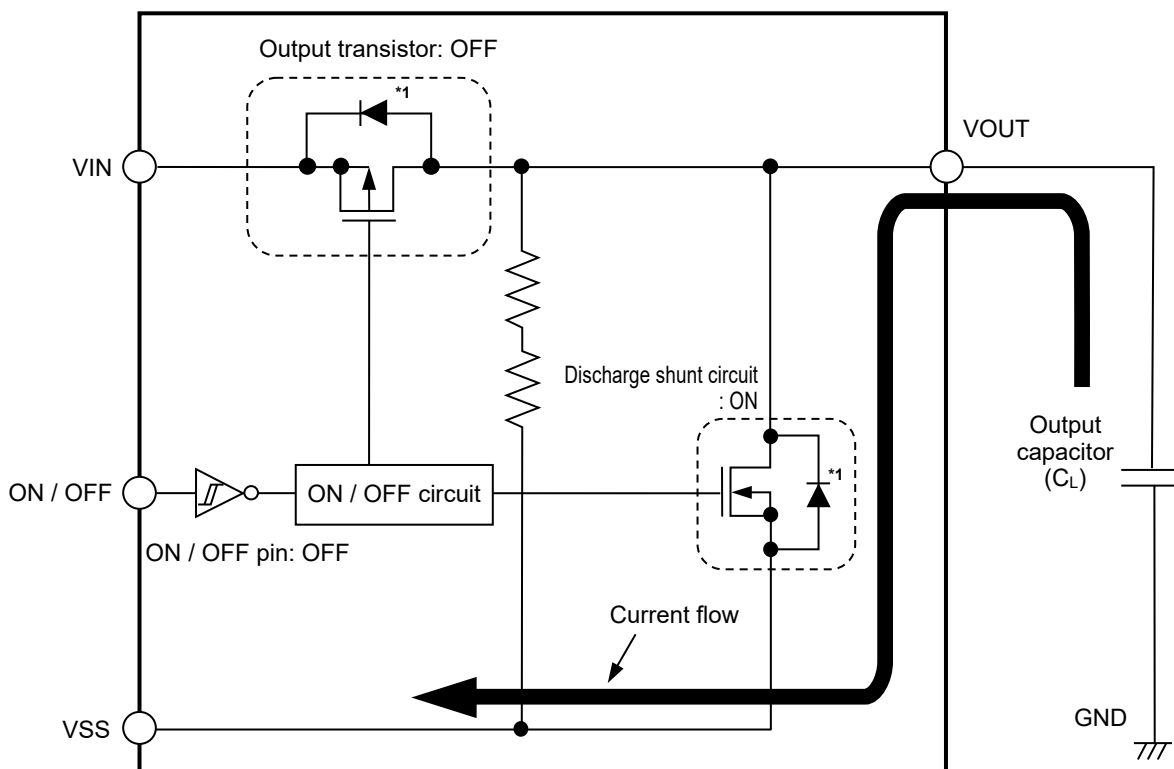 Output transistor: OFF
*1
VOUT
VIN
Discharge shunt circuit
: ON
Output
capacitor
(CL)
*1
ON / OFF
ON / OFF circuit
ON / OFF pin: OFF
Current flow
GND
VSS